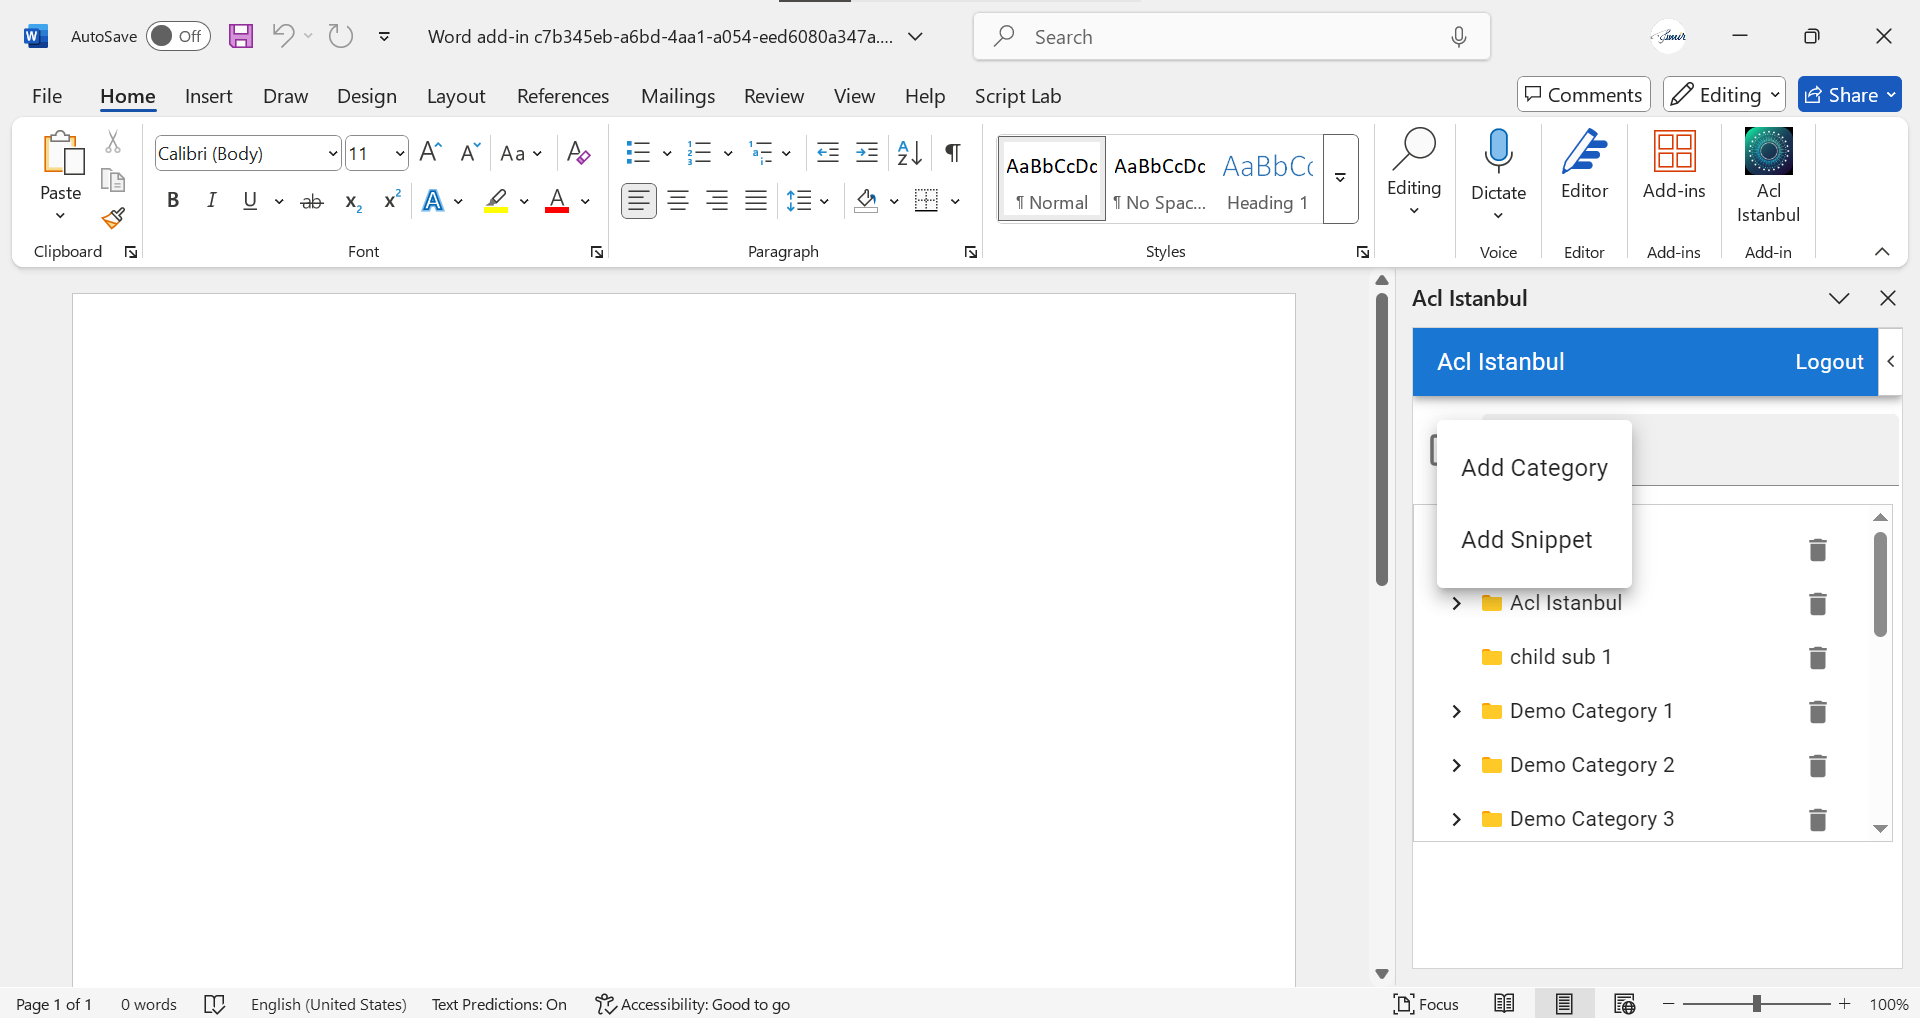 AutoSave Off
Word add-in c7b345eb-a6bd-4aa1-a054-eed6080a347a....
Search
File Home Insert Draw Design Layout References Mailings Review View Help Script Lab
Comments Editing Share
Paste
Clipboard
Calibri (Body) 11
Aa
B I U ab x2 x2 A A
Font
Paragraph
AaBbCcDc AaBbCcDc AaBbCc
¶ Normal ¶ No Spac... Heading 1
Styles
Editing
Dictate
Voice
Editor
Editor
Add-ins
Add-ins
Acl
Istanbul
Add-in
Acl Istanbul
Acl Istanbul Logout
Add Category
Add Snippet
Acl Istanbul
child sub 1
Demo Category 1
Demo Category 2
Demo Category 3
Page 1 of 1 0 words English (United States) Text Predictions: On Accessibility: Good to go Focus 100%